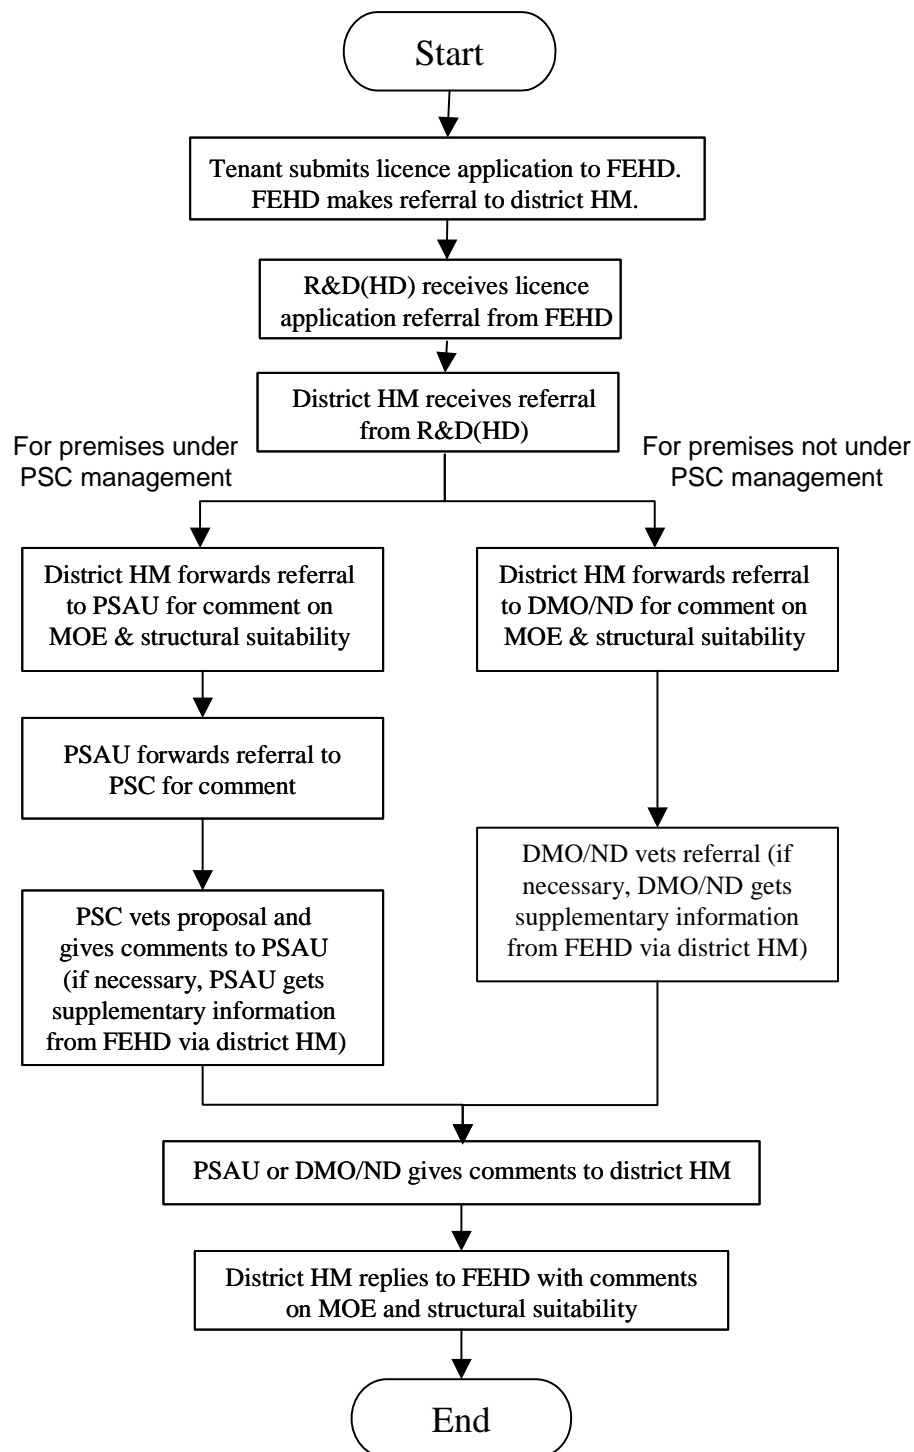 Start
Tenant submits licence application to FEHD.
FEHD makes referral to district HM.
R&D(HD) receives licence
application referral from FEHD
District HM receives referral
from R&D(HD)
For premises under
PSC management
For premises not under
PSC management
District HM forwards referral
to PSAU for comment on
MOE & structural suitability
District HM forwards referral
to DMO/ND for comment on
MOE & structural suitability
PSAU forwards referral to
PSC for comment
DMO/ND vets referral (if
necessary, DMO/ND gets
supplementary information
from FEHD via district HM)
PSC vets proposal and
gives comments to PSAU
(if necessary, PSAU gets
supplementary information
from FEHD via district HM)
PSAU or DMO/ND gives comments to district HM
District HM replies to FEHD with comments
on MOE and structural suitability
End